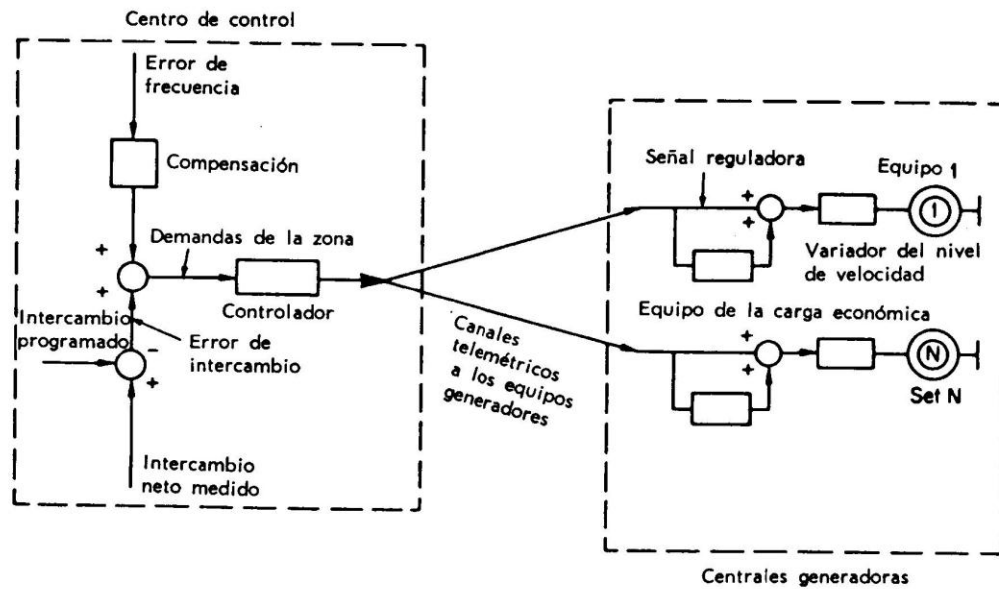 Centro de control
Error de
frecuencia
Compensación
+
+
Demandas de la zona
Controlador
Intercambio
programado
Error de
intercambio
-
+
Intercambio
neto medido
Canales
telemétricos
a los equipos
generadores
Señal reguladora
Equipo 1
+
+
1
Variador del nivel
de velocidad
Equipo de la carga económica
+
+
N
Set N
Centrales generadoras